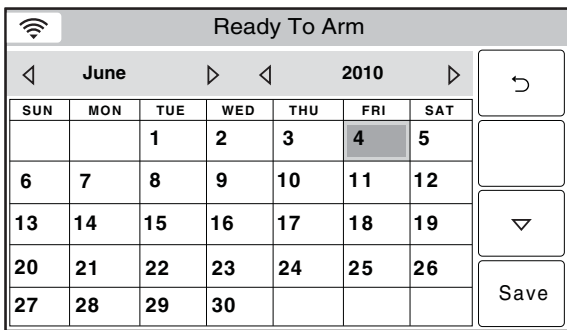 Ready To Arm
June 2010
SUN MON TUE WED THU FRI SAT
1 2 3 4 5
6 7 8 9 10 11 12
13 14 15 16 17 18 19
20 21 22 23 24 25 26
27 28 29 30
Save